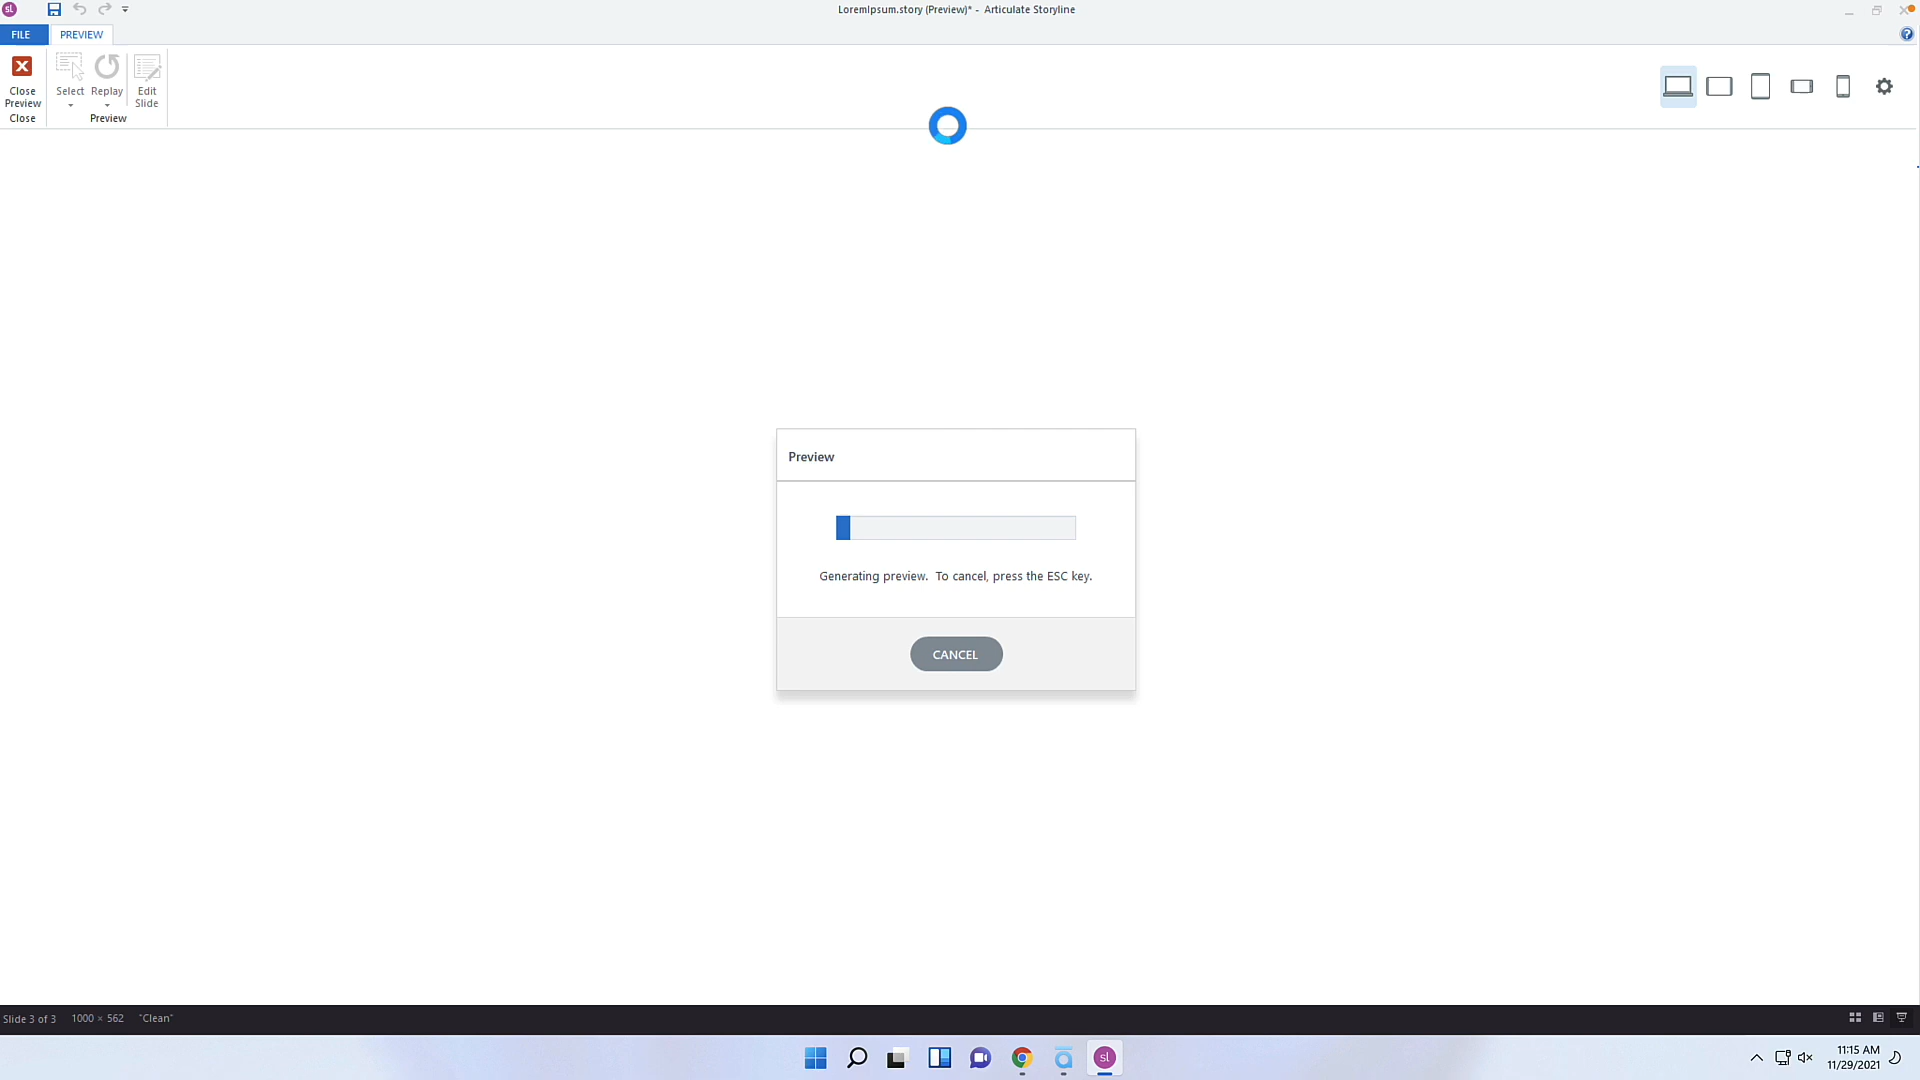 sL
LoremIpsum.story (Preview)* - Articulate Storyline
FILE
PREVIEW
?
Close Preview
Select
Replay
Edit Slide
Close
Preview
Preview
Generating preview. To cancel, press the ESC key.
CANCEL
Slide 3 of 3
1000 × 562
"Clean"
sL
11:15 AM
11/29/2021